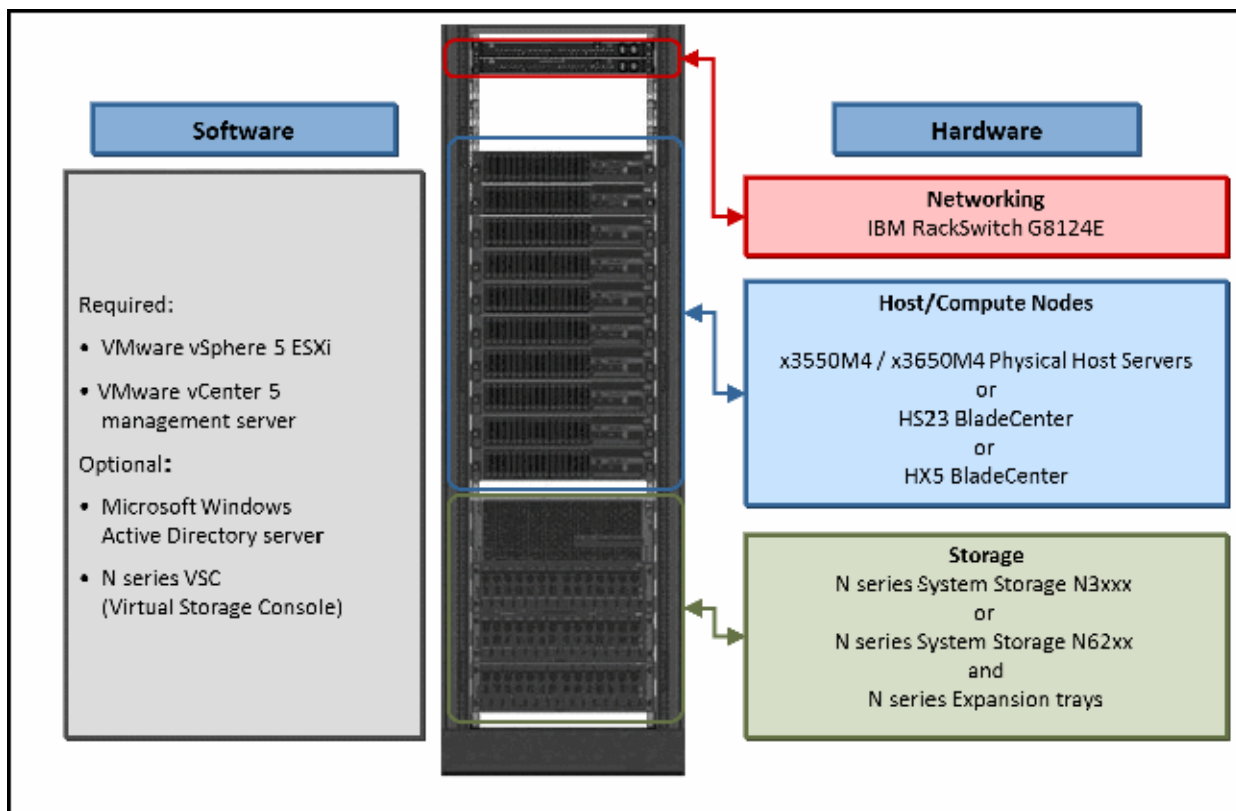 Software
Required:
• VMware vSphere 5 ESXi
• VMware vCenter 5
management server
Optional:
• Microsoft Windows
Active Directory server
• N series VSC
(Virtual Storage Console)
Hardware
Networking
IBM RackSwitch G8124E
Host/Compute Nodes
x3550M4 / x3650M4 Physical Host Servers
or
HS23 BladeCenter
or
HX5 BladeCenter
Storage
N series System Storage N3xxx
or
N series System Storage N62xx
and
N series Expansion trays